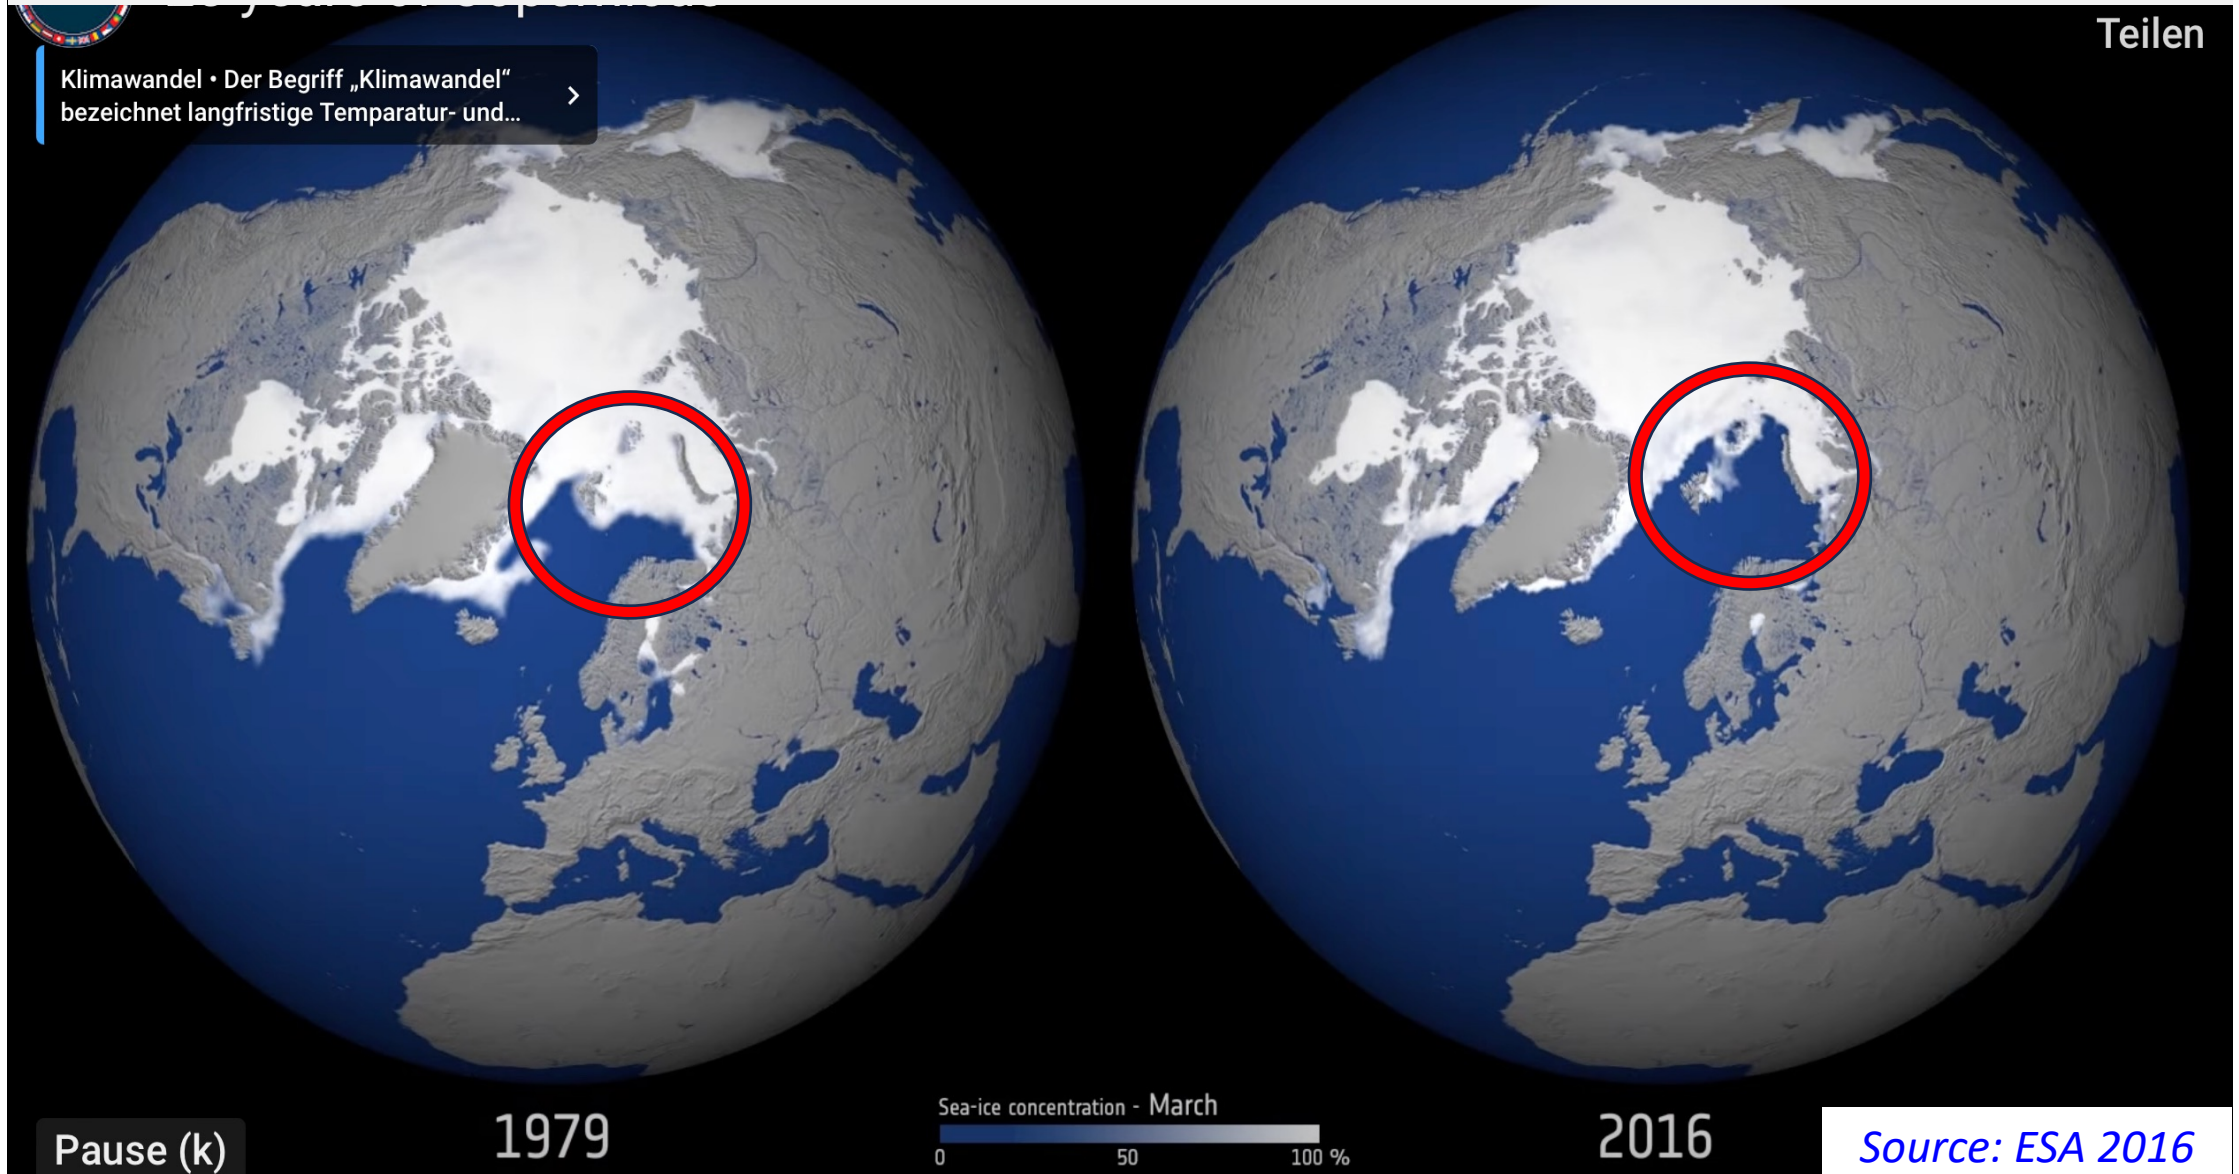 Teilen
Klimawandel • Der Begriff „Klimawandel“
bezeichnet langfristige Temparatur- und...
Sea-ice concentration - March
0 50 100 %
1979
2016
Pause (k)
Source: ESA 2016